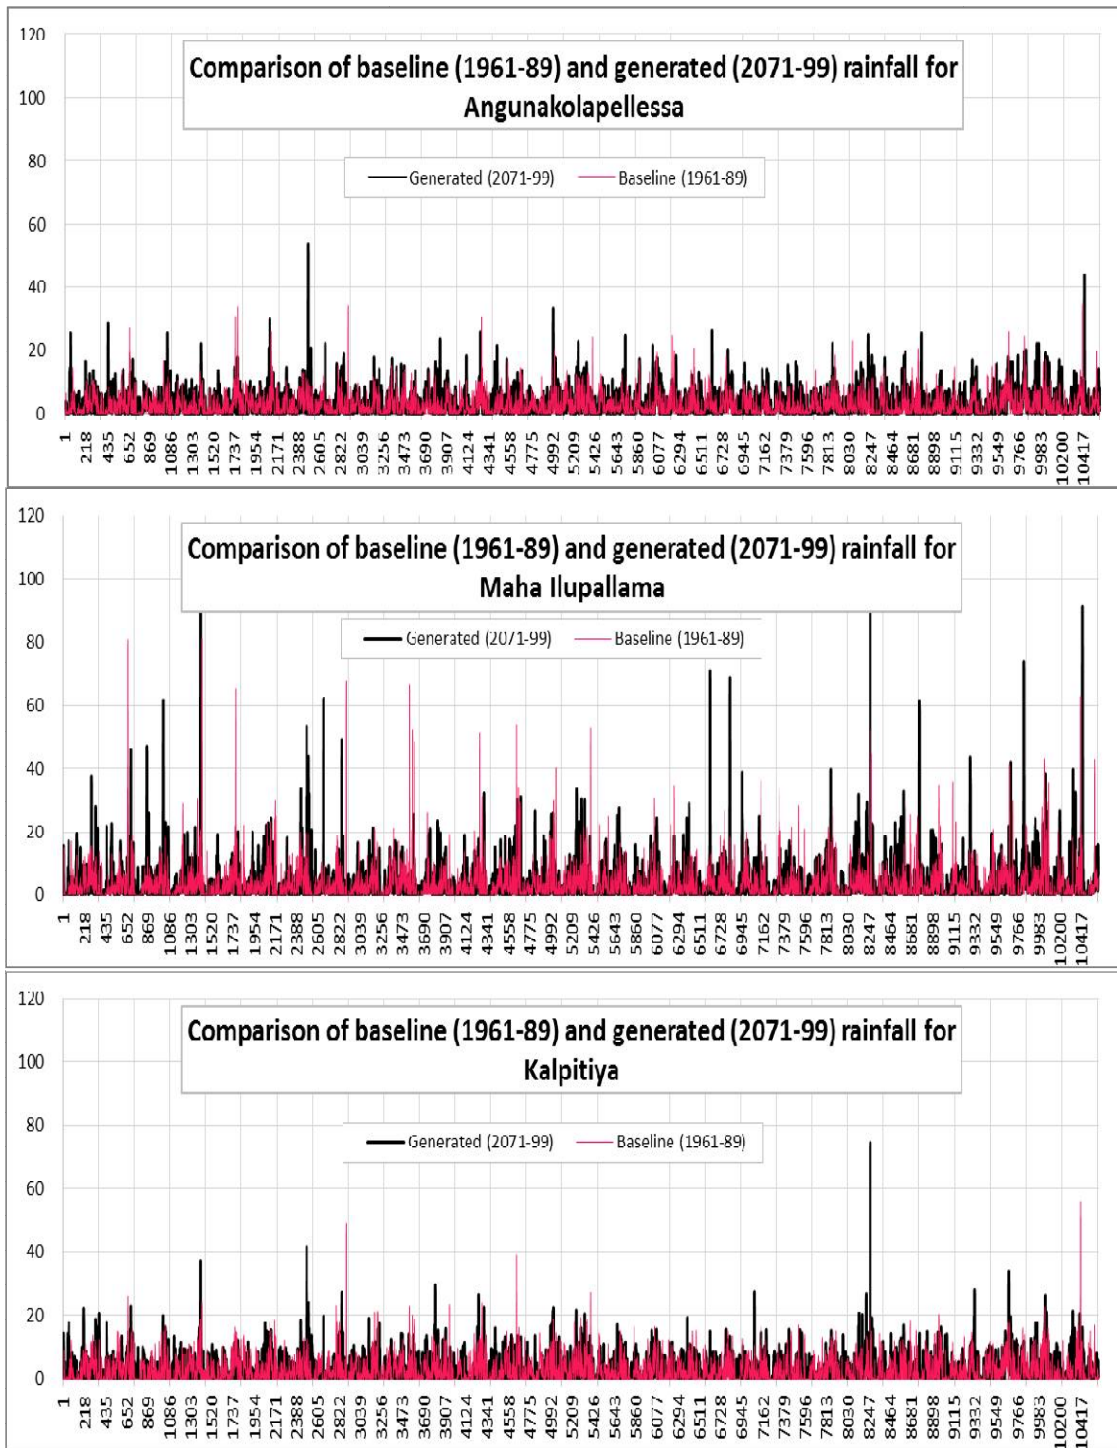 120
Comparison of baseline (1961-89) and generated (2071-99) rainfall for
Angunakolapellessa
100
80
Generated (2071-99) Baseline (1961-89)
60
40
20
0
1 218 435 652 869 1086 1303 1520 1737 1954 2171 2388 2605 2822 3039 3256 3473 3690 3907 4124 4341 4558 4775 4992 5209 5426 5643 5860 6077 6294 6511 6728 6945 7162 7379 7596 7813 8030 8247 8464 8681 8898 9115 9332 9549 9766 9983 10200 10417
120
Comparison of baseline (1961-89) and generated (2071-99) rainfall for
Maha Ilupallama
100
80
Generated (2071-99) Baseline (1961-89)
60
40
20
0
1 218 435 652 869 1086 1303 1520 1737 1954 2171 2388 2605 2822 3039 3256 3473 3690 3907 4124 4341 4558 4775 4992 5209 5426 5643 5860 6077 6294 6511 6728 6945 7162 7379 7596 7813 8030 8247 8464 8681 8898 9115 9332 9549 9766 9983 10200 10417
120
Comparison of baseline (1961-89) and generated (2071-99) rainfall for
Kalpitiya
100
80
Generated (2071-99) Baseline (1961-89)
60
40
20
0
1 218 435 652 869 1086 1303 1520 1737 1954 2171 2388 2605 2822 3039 3256 3473 3690 3907 4124 4341 4558 4775 4992 5209 5426 5643 5860 6077 6294 6511 6728 6945 7162 7379 7596 7813 8030 8247 8464 8681 8898 9115 9332 9549 9766 9983 10200 10417